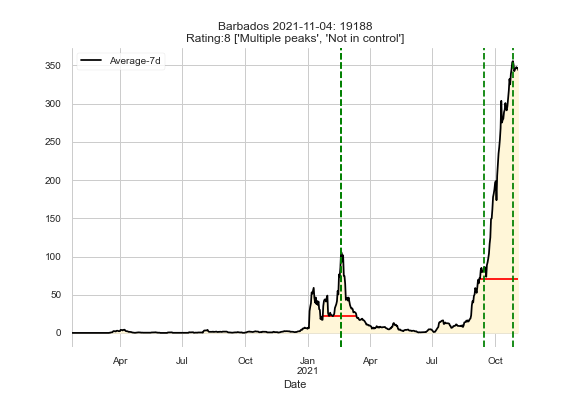 Barbados 2021-11-04: 19188
Rating:8 ['Multiple peaks', 'Not in control']
Average-7d
350
300
250
200
150
100
50
0
Apr Jul Oct Jan Apr Jul Oct
2021
Date